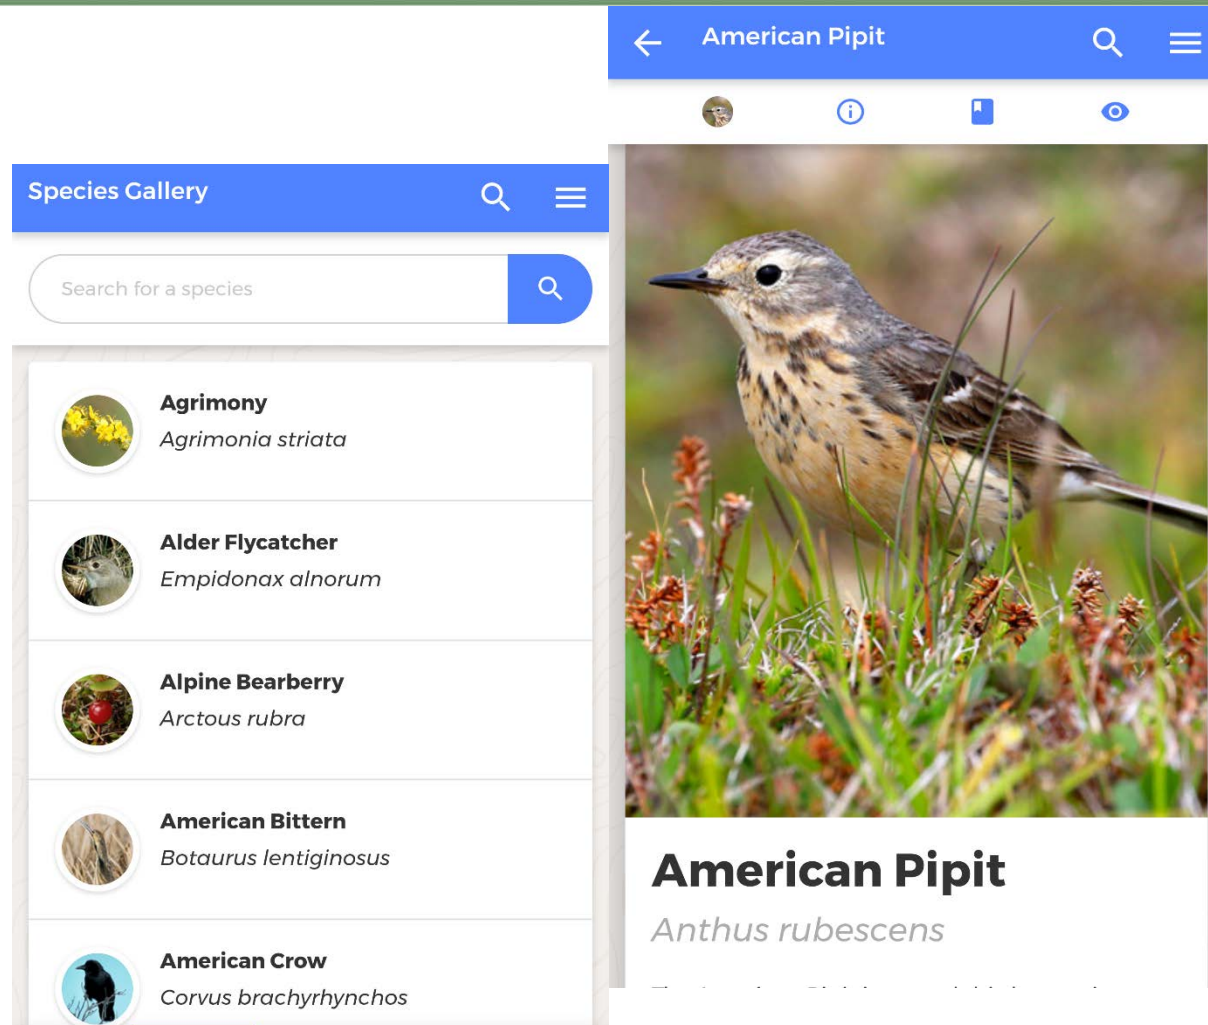 Species Gallery
Search for a species
Agrimony
Agrimonia striata
Alder Flycatcher
Empidonax alnorum
Alpine Bearberry
Arctous rubra
American Bittern
Botaurus lentiginosus
American Crow
Corvus brachyrhynchos
American Pipit
American Pipit
Anthus rubescens